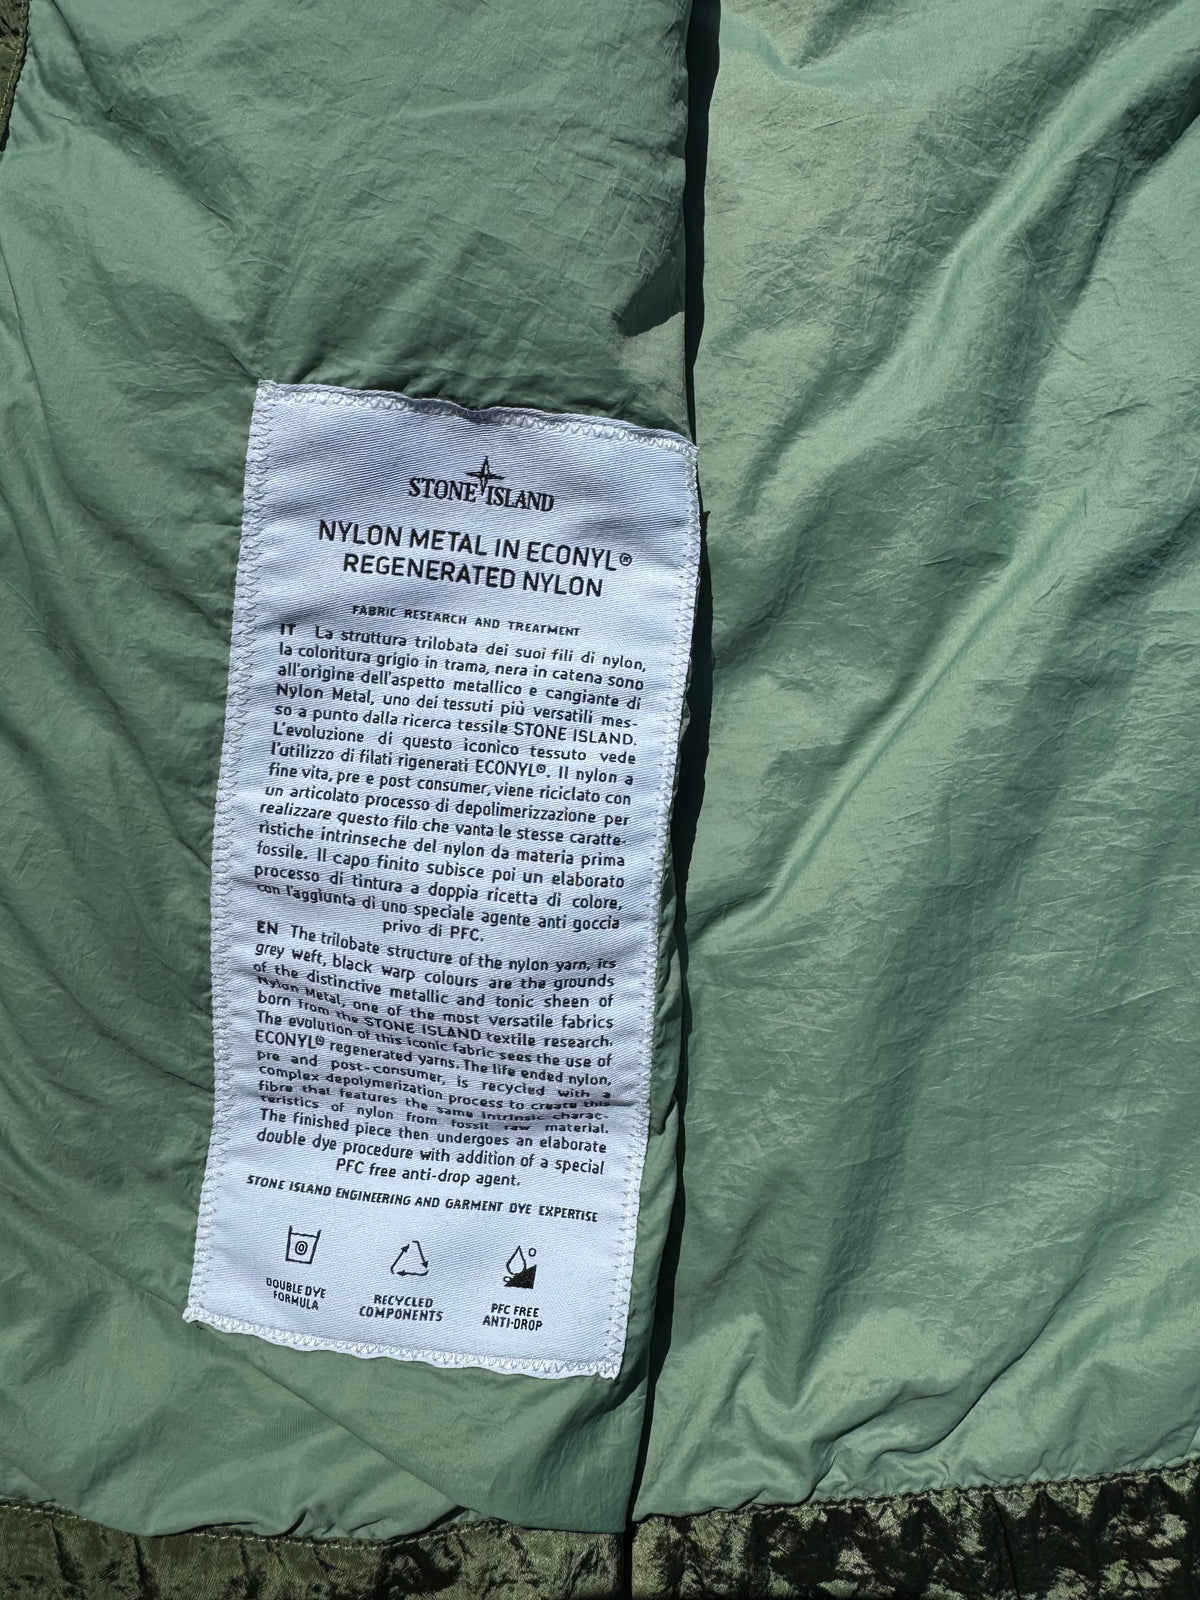 STONE ISLAND
NYLON METAL IN ECONYL®
REGENERATED NYLON
FABRIC RESEARCH AND TREATMENT
IT La struttura trilobata dei suoi fili di nylon,
la coloritura grigio in trama, nera in catena sono
all'origine dell'aspetto metallico e cangiante di
Nylon Metal, uno dei tessuti più versatili mes-
so a punto dalla ricerca tessile STONE ISLAND.
L'evoluzione di questo iconico tessuto vede
l'utilizzo di filati rigenerati ECONYL®. Il nylon a
fine vita, pre e post consumer, viene riciclato con
un articolato processo di depolimerizzazione per
realizzare questo filo che vanta le stesse caratte-
ristiche intrinseche del nylon da materia prima
fossile. Il capo finito subisce poi un elaborato
processo di tintura a doppia ricetta di colore,
con l'aggiunta di uno speciale agente anti goccia
privo di PFC.
EN The trilobate structure of the nylon yarn, its
grey weft, black warp colours are the grounds
of the distinctive metallic and tonic sheen of
Nylon Metal, one of the most versatile fabrics
born from the STONE ISLAND textile research.
The evolution of this iconic fabric sees the use of
ECONYL® regenerated yarns. The life ended nylon,
pre and post-consumer, is recycled with a
complex depolymerization process to create this
fibre that features the same intrinsic charac-
teristics of nylon from fossil raw material.
The finished piece then undergoes an elaborate
double dye procedure with addition of a special
PFC free anti-drop agent.
STONE ISLAND ENGINEERING AND GARMENT DYE EXPERTISE
DOUBLE DYE
FORMULA
RECYCLED
COMPONENTS
PFC FREE
ANTI-DROP